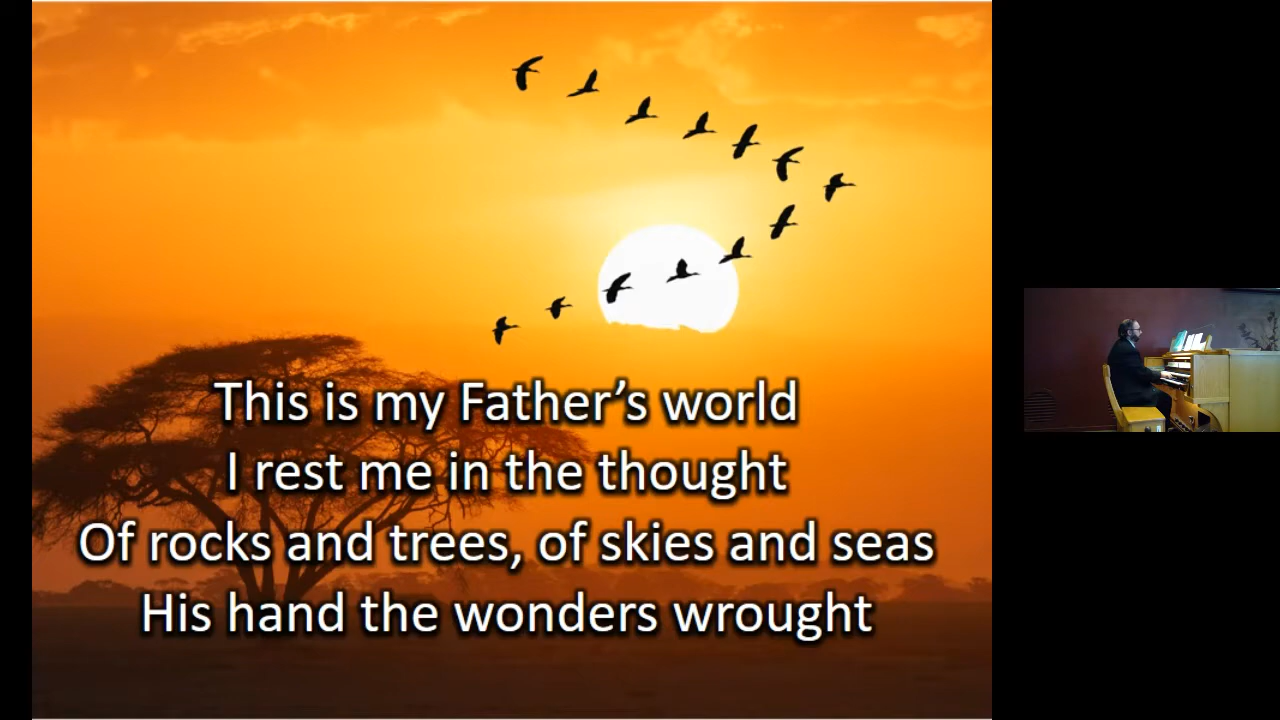 This is my Father’s world
I rest me in the thought
Of rocks and trees, of skies and seas
His hand the wonders wrought